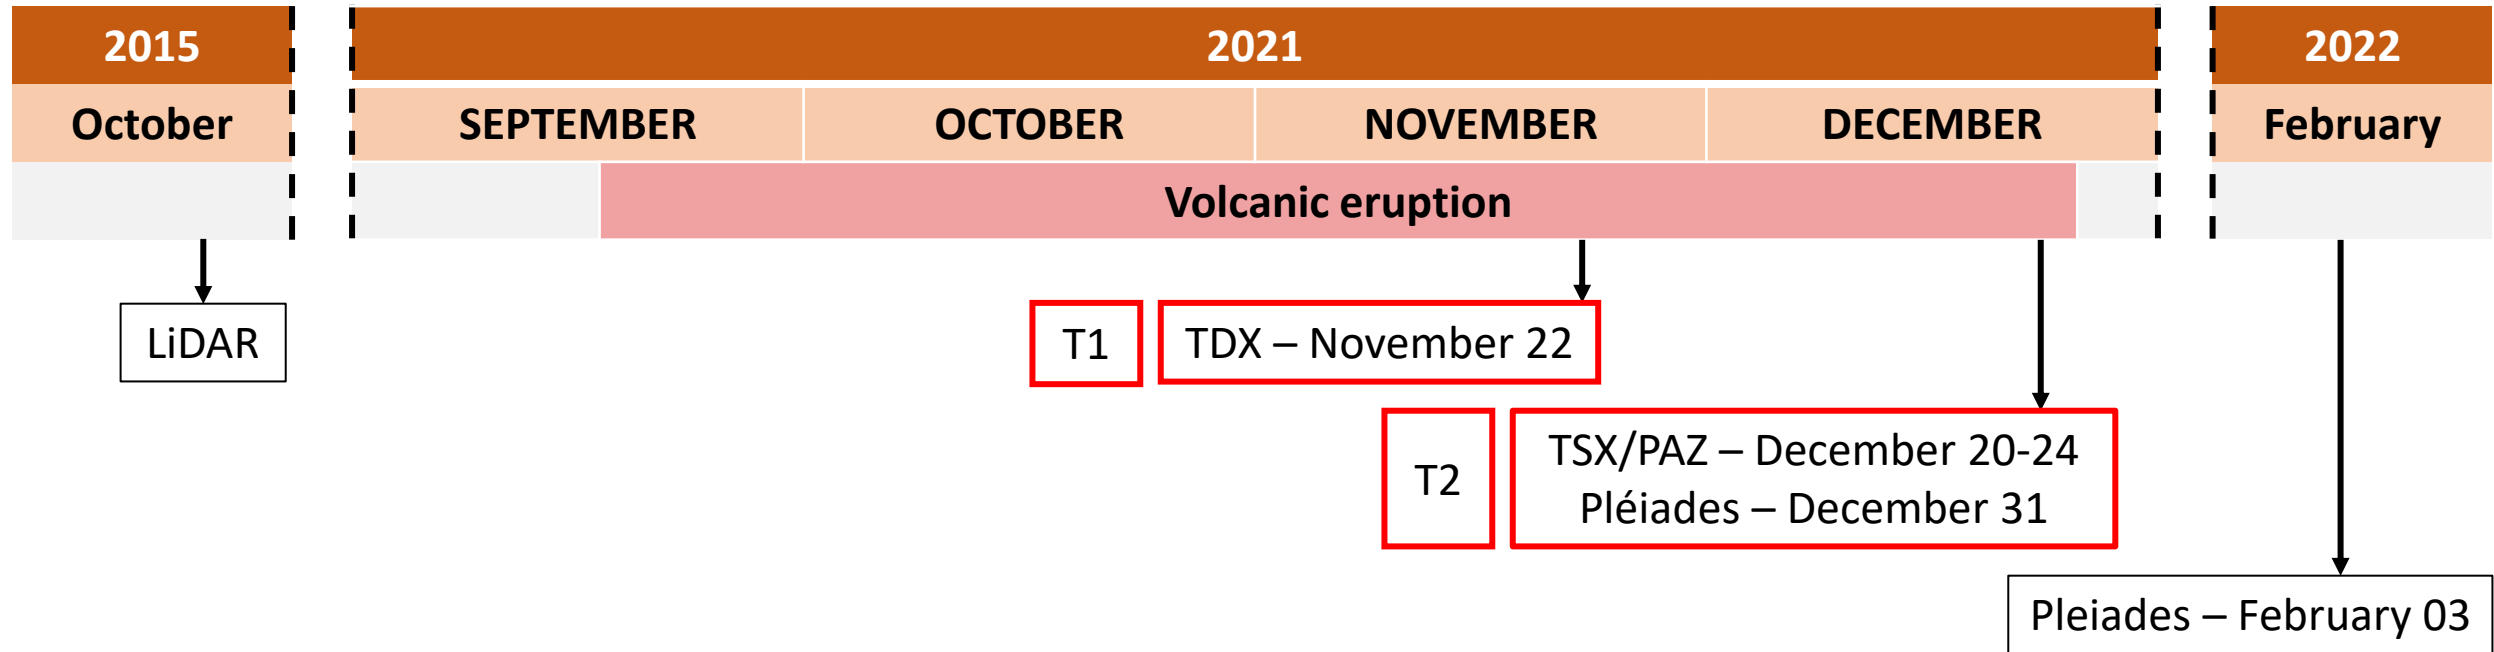 2015
2021
2022
October
SEPTEMBER
OCTOBER
NOVEMBER
DECEMBER
February
Volcanic eruption
LiDAR
T1
TDX – November 22
T2
TSX/PAZ – December 20-24
Pléiades – December 31
Pleiades – February 03